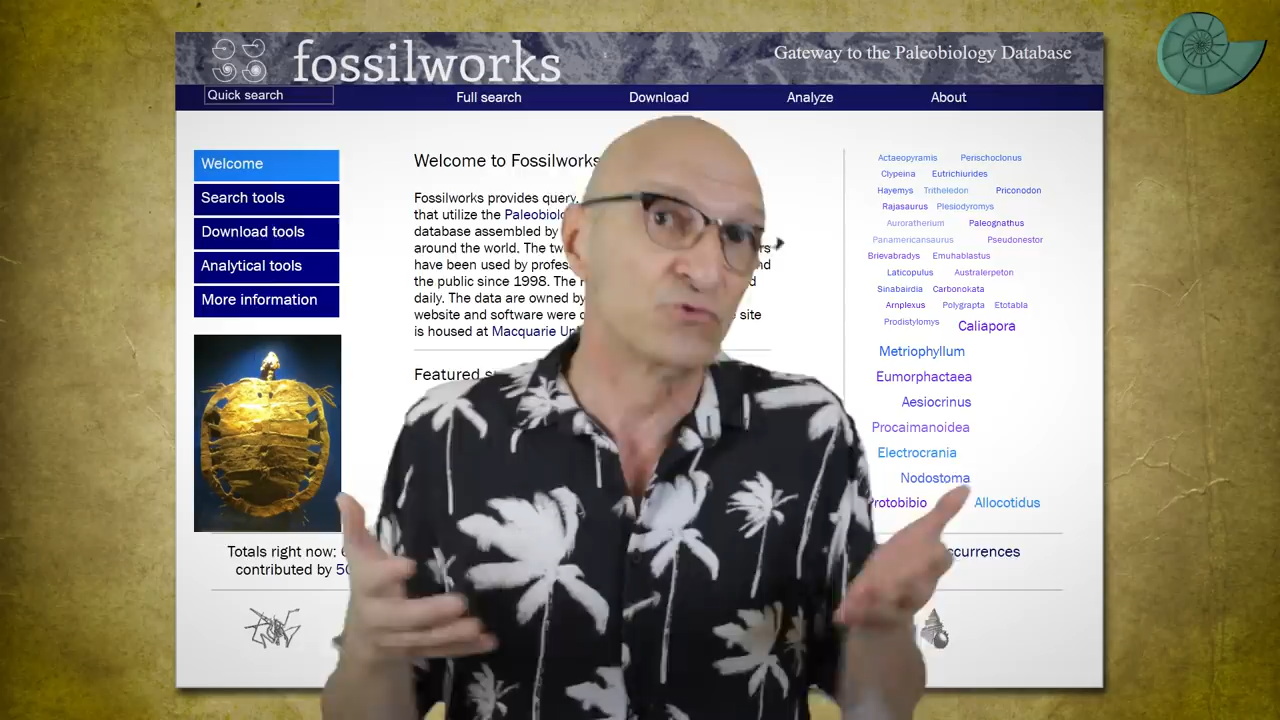 fossilworks
Gateway to the Paleobiology Database
Quick search
Full search
Download
Analyze
About
Welcome
Search tools
Download tools
Analytical tools
More information
Welcome to Fossilworks
Fossilworks provides query,
that utilize the
database assembled by
around the world. The
have been used by
the public since 1998. The
daily. The data are owned by
website and software were site
is housed at Macquarie
Featured
Actaeopyramis Perischoclonus
Clypeina Eutrichiurides
Hayemys Tritheledon Priconodon
Rajasaurus Plesiodyromys
Auroratherium Paleognathus
Panamericansaurus Pseudonestor
Brievabradys Emuhablastus
Laticopulus Australerpeton
Sinabairdia Carbonokata
Arnplexus Polygrapta Etotabla
Prodistylomys Caliapora
Metriophyllum
Eumorphactaea
Aesiocrinus
Procaimanoidea
Electrocrania
Nodostoma
Allocotidus
Totals right now:
contributed by